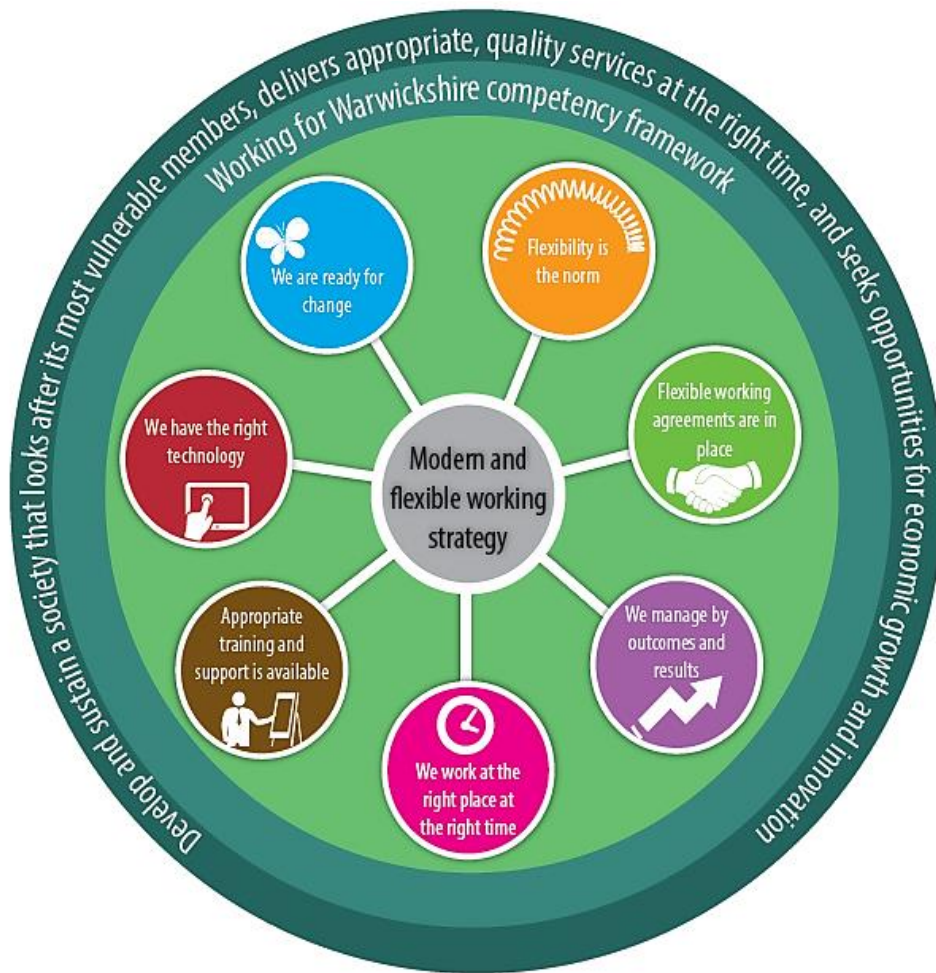 Develop and sustain a society that looks after its most vulnerable members, delivers appropriate, quality services at the right time, and seeks opportunities for economic growth and innovation
Working for Warwickshire competency framework
We are ready for
change
Flexibility is
the norm
We have the right
technology
Flexible working
agreements are in
place
Modern and
flexible working
strategy
Appropriate
training and
support is available
We manage by
outcomes and
results
We work at the
right place at
the right time